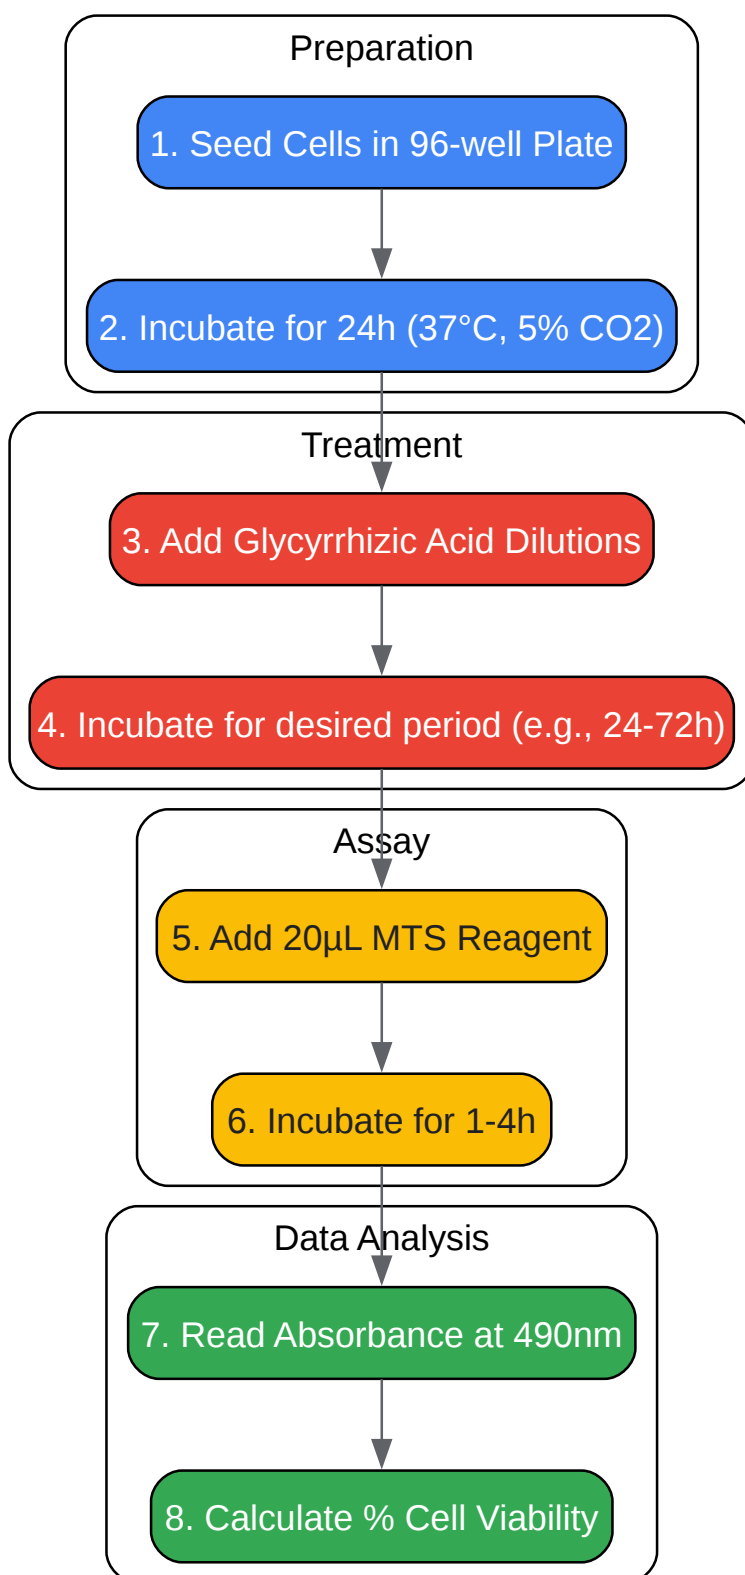 Preparation
1. Seed Cells in 96-well Plate
2. Incubate for 24h (37°C, 5% CO2)
Treatment
3. Add Glycyrrhizic Acid Dilutions
4. Incubate for desired period (e.g., 24-72h)
Assay
5. Add 20µL MTS Reagent
6. Incubate for 1-4h
Data Analysis
7. Read Absorbance at 490nm
8. Calculate % Cell Viability